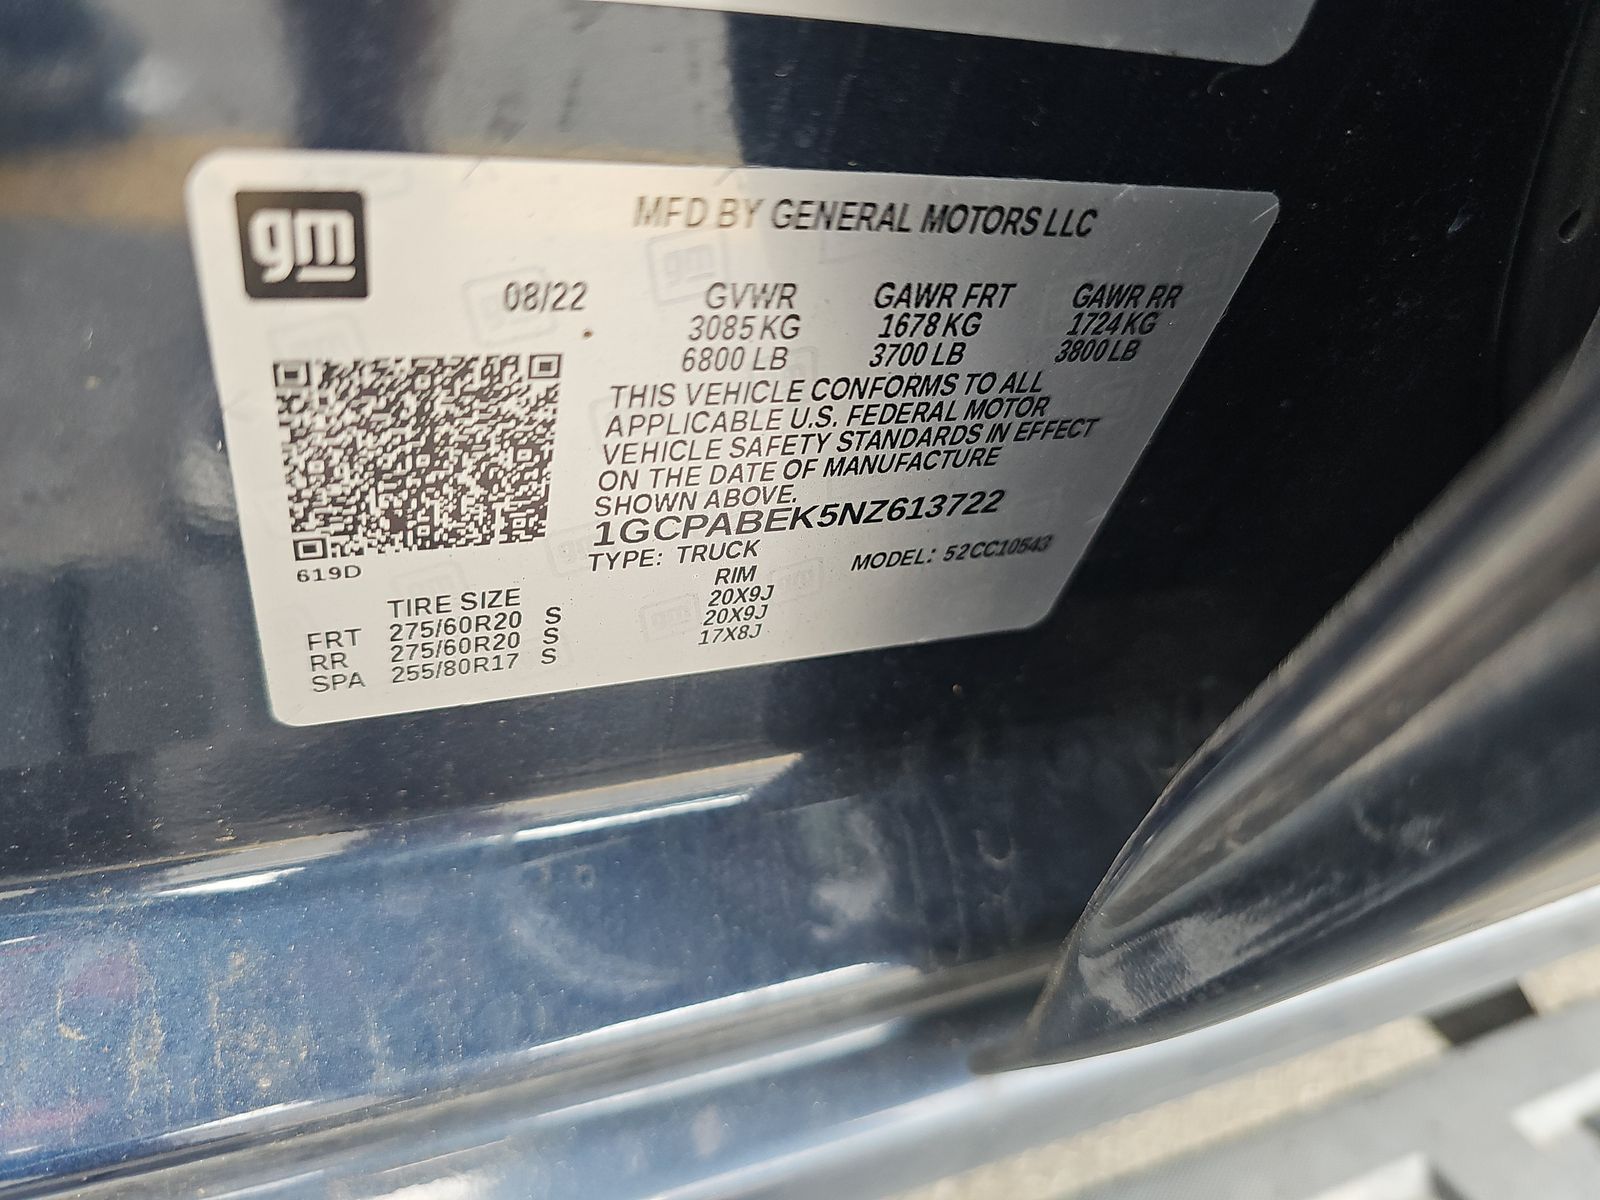 gm
MFD BY GENERAL MOTORS LLC
08/22 GVWR GAWR FRT GAWR RR
3085 KG 1678 KG 1724 KG
6800 LB 3700 LB 3800 LB
THIS VEHICLE CONFORMS TO ALL
APPLICABLE U.S. FEDERAL MOTOR
VEHICLE SAFETY STANDARDS IN EFFECT
ON THE DATE OF MANUFACTURE
SHOWN ABOVE.
1GCPABEK5NZ613722
TYPE: TRUCK MODEL: 52CC10543
619D
TIRE SIZE RIM
FRT 275/60R20 S 20X9J
RR 275/60R20 S 20X9J
SPA 255/80R17 S 17X8J